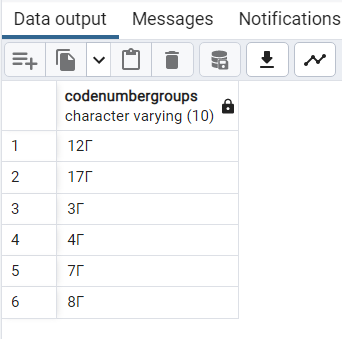 Data output Messages Notifications
codenumbergroups
character varying (10)
1 12Г
2 17Г
3 3Г
4 4Г
5 7Г
6 8Г